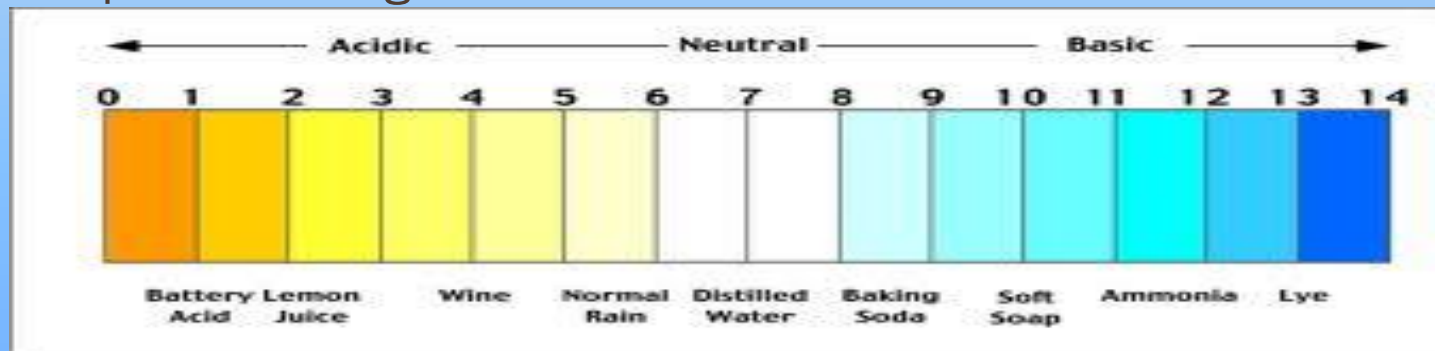 Acidic Neutral Basic
0 1 2 3 4 5 6 7 8 9 10 11 12 13 14
Battery Lemon Wine Normal Distilled Baking Soft Ammonia Lye
Acid Juice Rain Water Soda Soap